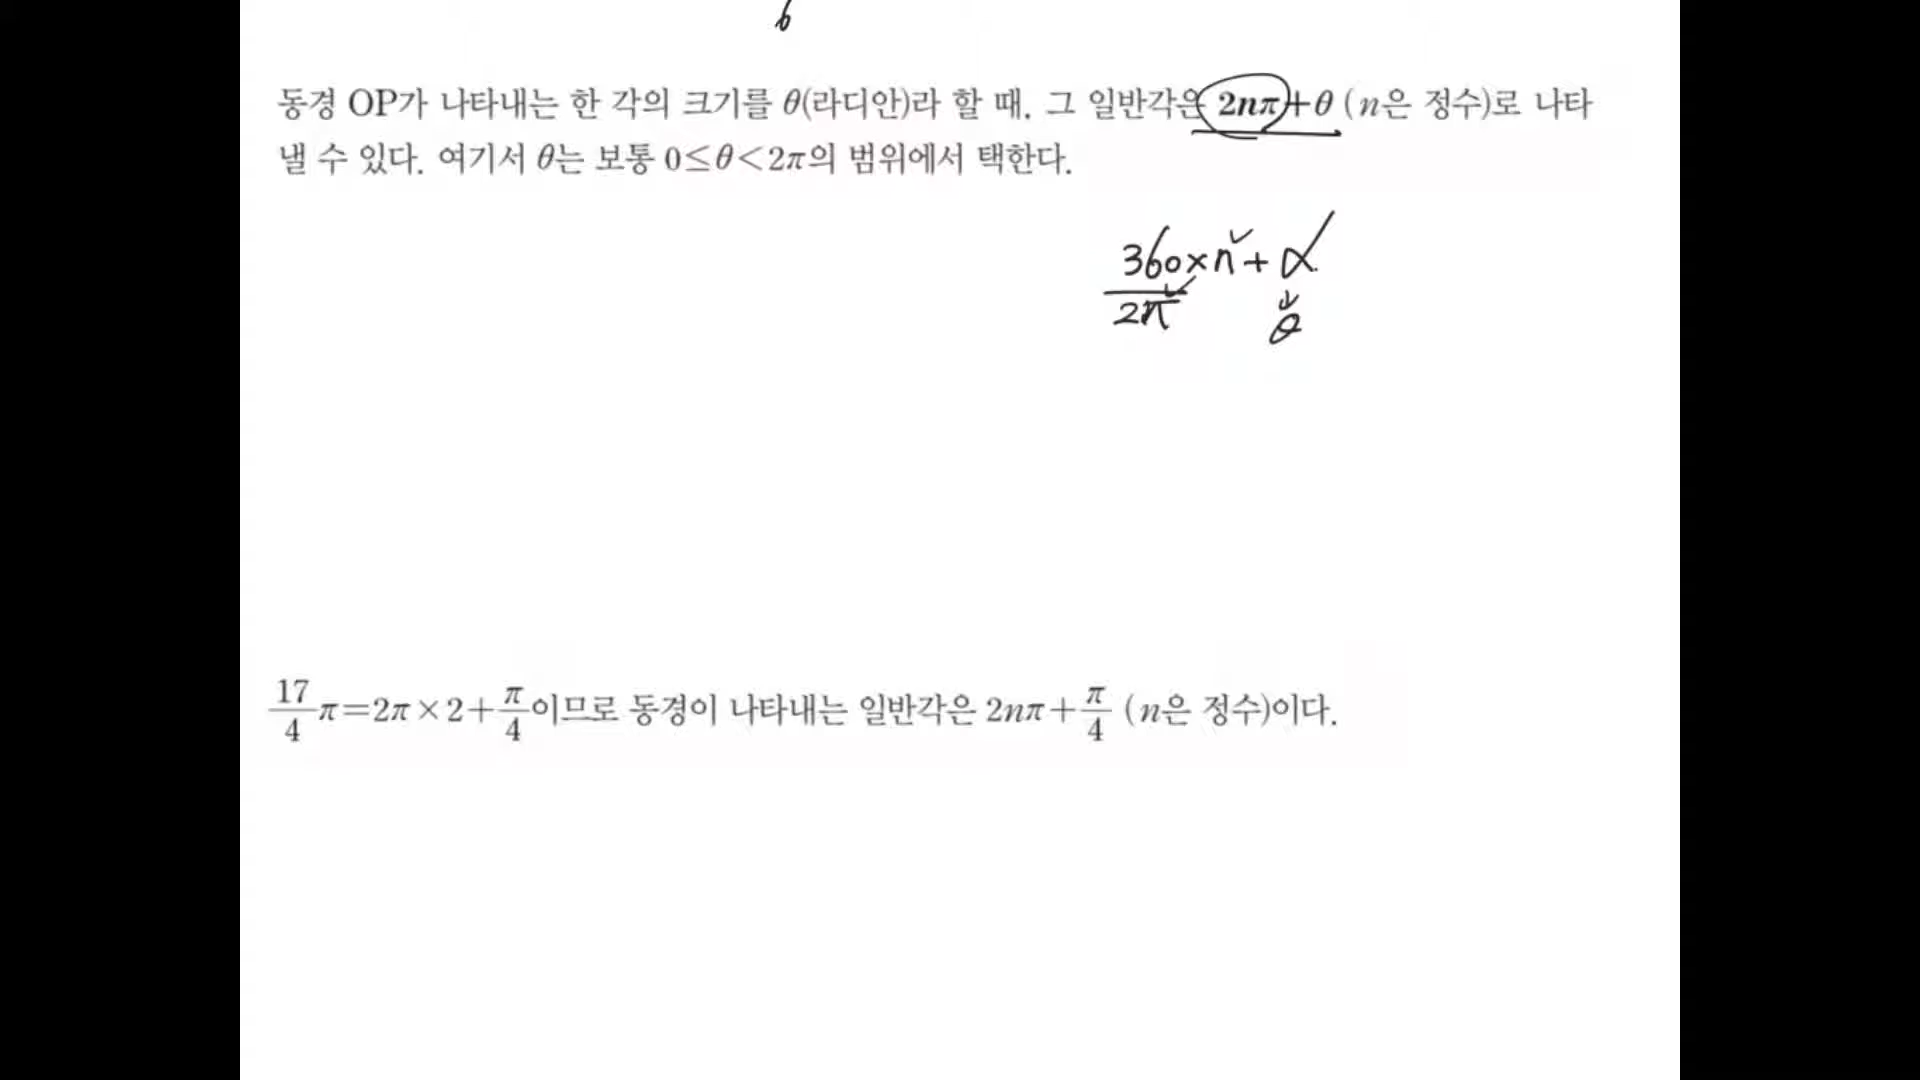 6
동경 OP가 나타내는 한 각의 크기를 θ(라디안)라 할 때, 그 일반각은 2nπ+θ (n은 정수)로 나타
낼 수 있다. 여기서 θ는 보통 0≤θ<2π의 범위에서 택한다.
360×n+α
2π θ
17/4 π=2π×2+π/4이므로 동경이 나타내는 일반각은 2nπ+π/4 (n은 정수)이다.